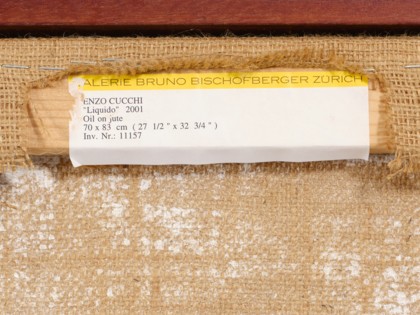 ALERIE BRUNO BISCHOFBERGER ZÜRICH
ENZO CUCCHI
"Liquido" 2001
Oil on jute
70 x 83 cm ( 27 1/2 " x 32 3/4 " )
Inv. Nr.: 11157